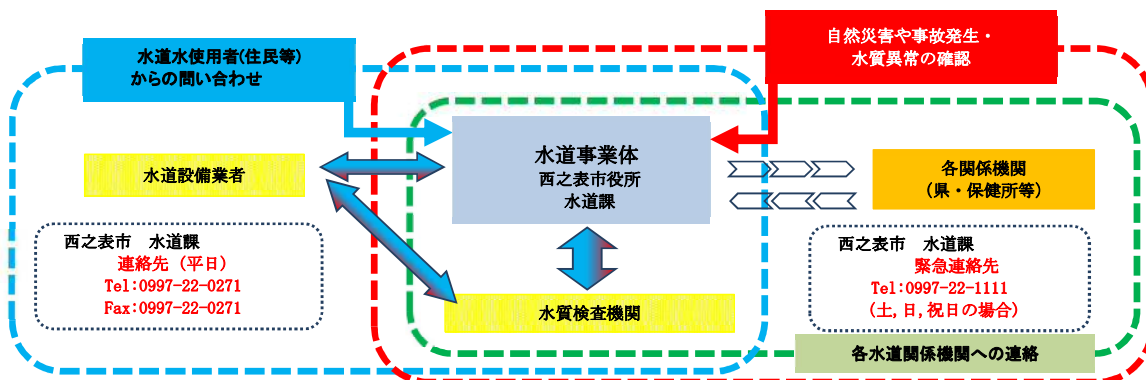 水道水使用者(住民等)
からの問い合わせ
自然災害や事故発生・
水質異常の確認
水道事業体
西之表市役所
水道課
水道設備業者
各関係機関
(県・保健所等)
西之表市 水道課
連絡先 (平日)
Tel:0997-22-0271
Fax:0997-22-0271
水質検査機関
西之表市 水道課
緊急連絡先
Tel:0997-22-1111
(土,日,祝日の場合)
各水道関係機関への連絡